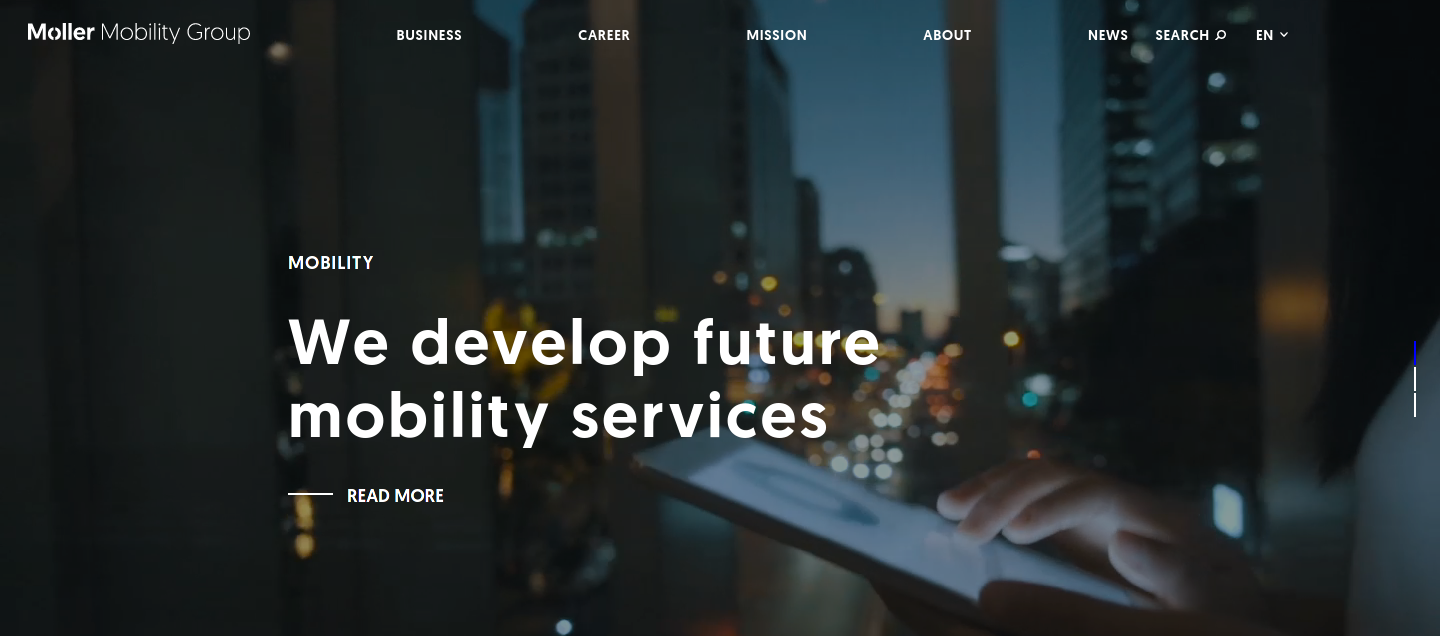 Møller Mobility Group
BUSINESS
CAREER
MISSION
ABOUT
NEWS
SEARCH
EN
MOBILITY
We develop future
mobility services
READ MORE